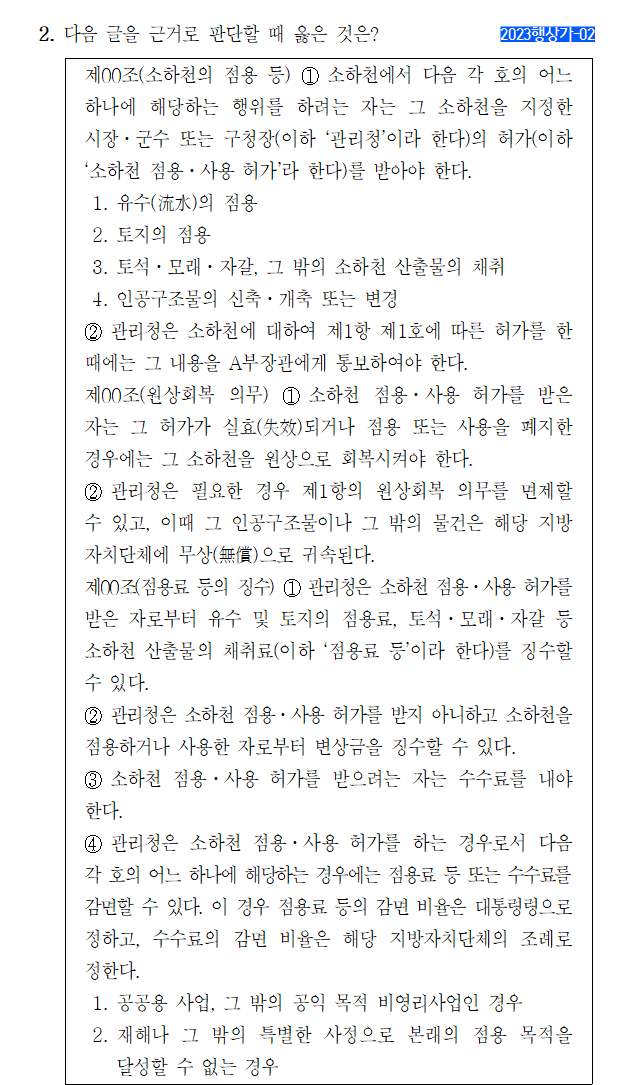 2. 다음 글을 근거로 판단할 때 옳은 것은? 2023행상가-02
제00조(소하천의 점용 등) ① 소하천에서 다음 각 호의 어느
하나에 해당하는 행위를 하려는 자는 그 소하천을 지정한
시장·군수 또는 구청장(이하 ‘관리청’이라 한다)의 허가(이하
‘소하천 점용·사용 허가’라 한다)를 받아야 한다.
1. 유수(流水)의 점용
2. 토지의 점용
3. 토석·모래·자갈, 그 밖의 소하천 산출물의 채취
4. 인공구조물의 신축·개축 또는 변경
② 관리청은 소하천에 대하여 제1항 제1호에 따른 허가를 한
때에는 그 내용을 A부장관에게 통보하여야 한다.
제00조(원상회복 의무) ① 소하천 점용·사용 허가를 받은
자는 그 허가가 실효(失效)되거나 점용 또는 사용을 폐지한
경우에는 그 소하천을 원상으로 회복시켜야 한다.
② 관리청은 필요한 경우 제1항의 원상회복 의무를 면제할
수 있고, 이때 그 인공구조물이나 그 밖의 물건은 해당 지방
자치단체에 무상(無償)으로 귀속된다.
제00조(점용료 등의 징수) ① 관리청은 소하천 점용·사용 허가를
받은 자로부터 유수 및 토지의 점용료, 토석·모래·자갈 등
소하천 산출물의 채취료(이하 ‘점용료 등’이라 한다)를 징수할
수 있다.
② 관리청은 소하천 점용·사용 허가를 받지 아니하고 소하천을
점용하거나 사용한 자로부터 변상금을 징수할 수 있다.
③ 소하천 점용·사용 허가를 받으려는 자는 수수료를 내야
한다.
④ 관리청은 소하천 점용·사용 허가를 하는 경우로서 다음
각 호의 어느 하나에 해당하는 경우에는 점용료 등 또는 수수료를
감면할 수 있다. 이 경우 점용료 등의 감면 비율은 대통령령으로
정하고, 수수료의 감면 비율은 해당 지방자치단체의 조례로
정한다.
1. 공공용 사업, 그 밖의 공익 목적 비영리사업인 경우
2. 재해나 그 밖의 특별한 사정으로 본래의 점용 목적을
달성할 수 없는 경우